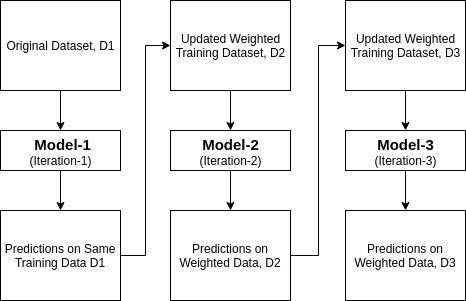 Original Dataset, D1
Model-1
(Iteration-1)
Predictions on Same
Training Data D1
Updated Weighted
Training Dataset, D2
Model-2
(Iteration-2)
Predictions on
Weighted Data, D2
Updated Weighted
Training Dataset, D3
Model-3
(Iteration-3)
Predictions on
Weighted Data, D3